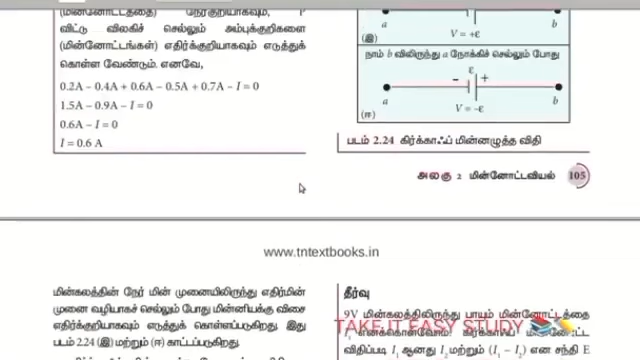 (மின்னோட்டத்தை) நேர்குறியாகவும், P
விட்டு விலகிச் செல்லும் அம்புக்குறிகளை
(மின்னோட்டங்கள்) எதிர்க்குறியாகவும் எடுத்துக்
கொள்ள வேண்டும். எனவே,
0.2A – 0.4A + 0.6A – 0.5A + 0.7A – I = 0
1.5A – 0.9A – I = 0
0.6A – I = 0
I = 0.6 A
a b
V = +ε
(இ)
நாம் b விலிருந்து a நோக்கிச் செல்லும் போது
ε
– +
a b
V = -ε
(ஈ)
படம் 2.24 கிர்க்காஃப் மின்னழுத்த விதி
அலகு 2 மின்னோட்டவியல் 105
www.tntextbooks.in
மின்கலத்தின் நேர் மின் முனையிலிருந்து எதிர்மின்
முனை வழியாகச் செல்லும் போது மின்னியக்கு விசை
எதிர்க்குறியாகவும் எடுத்துக் கொள்ளப்படுகிறது. இது
படம் 2.24 (இ) மற்றும் (ஈ) காட்டப்படுகிறது.
தீர்வு
9V மின்கலத்திலிருந்து பாயும் மின்னோட்டத்தை
I₁ எனக்கொள்வோம். கிர்க்காஃப் மின்னோட்ட
விதிப்படி I₁ ஆனது I₂ மற்றும் (I₁ – I₂) என சந்தி E
TAKE IT EASY STUDY